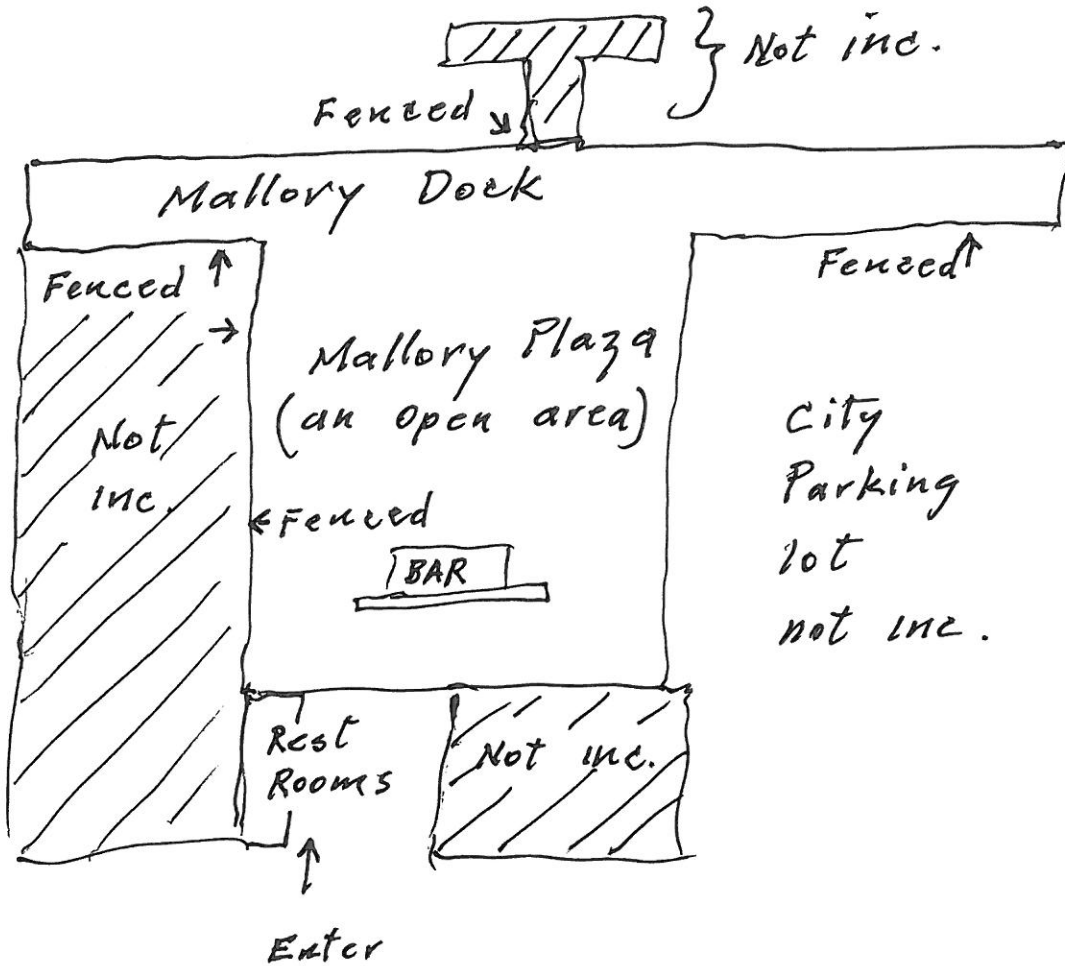 Not inc.
Fenced
Mallory Dock
Fenced
Fenced
Mallory Plaza
(an open area)
Not
inc.
City
Parking
lot
not inc.
Fenced
BAR
Rest
Rooms
Not inc.
Enter